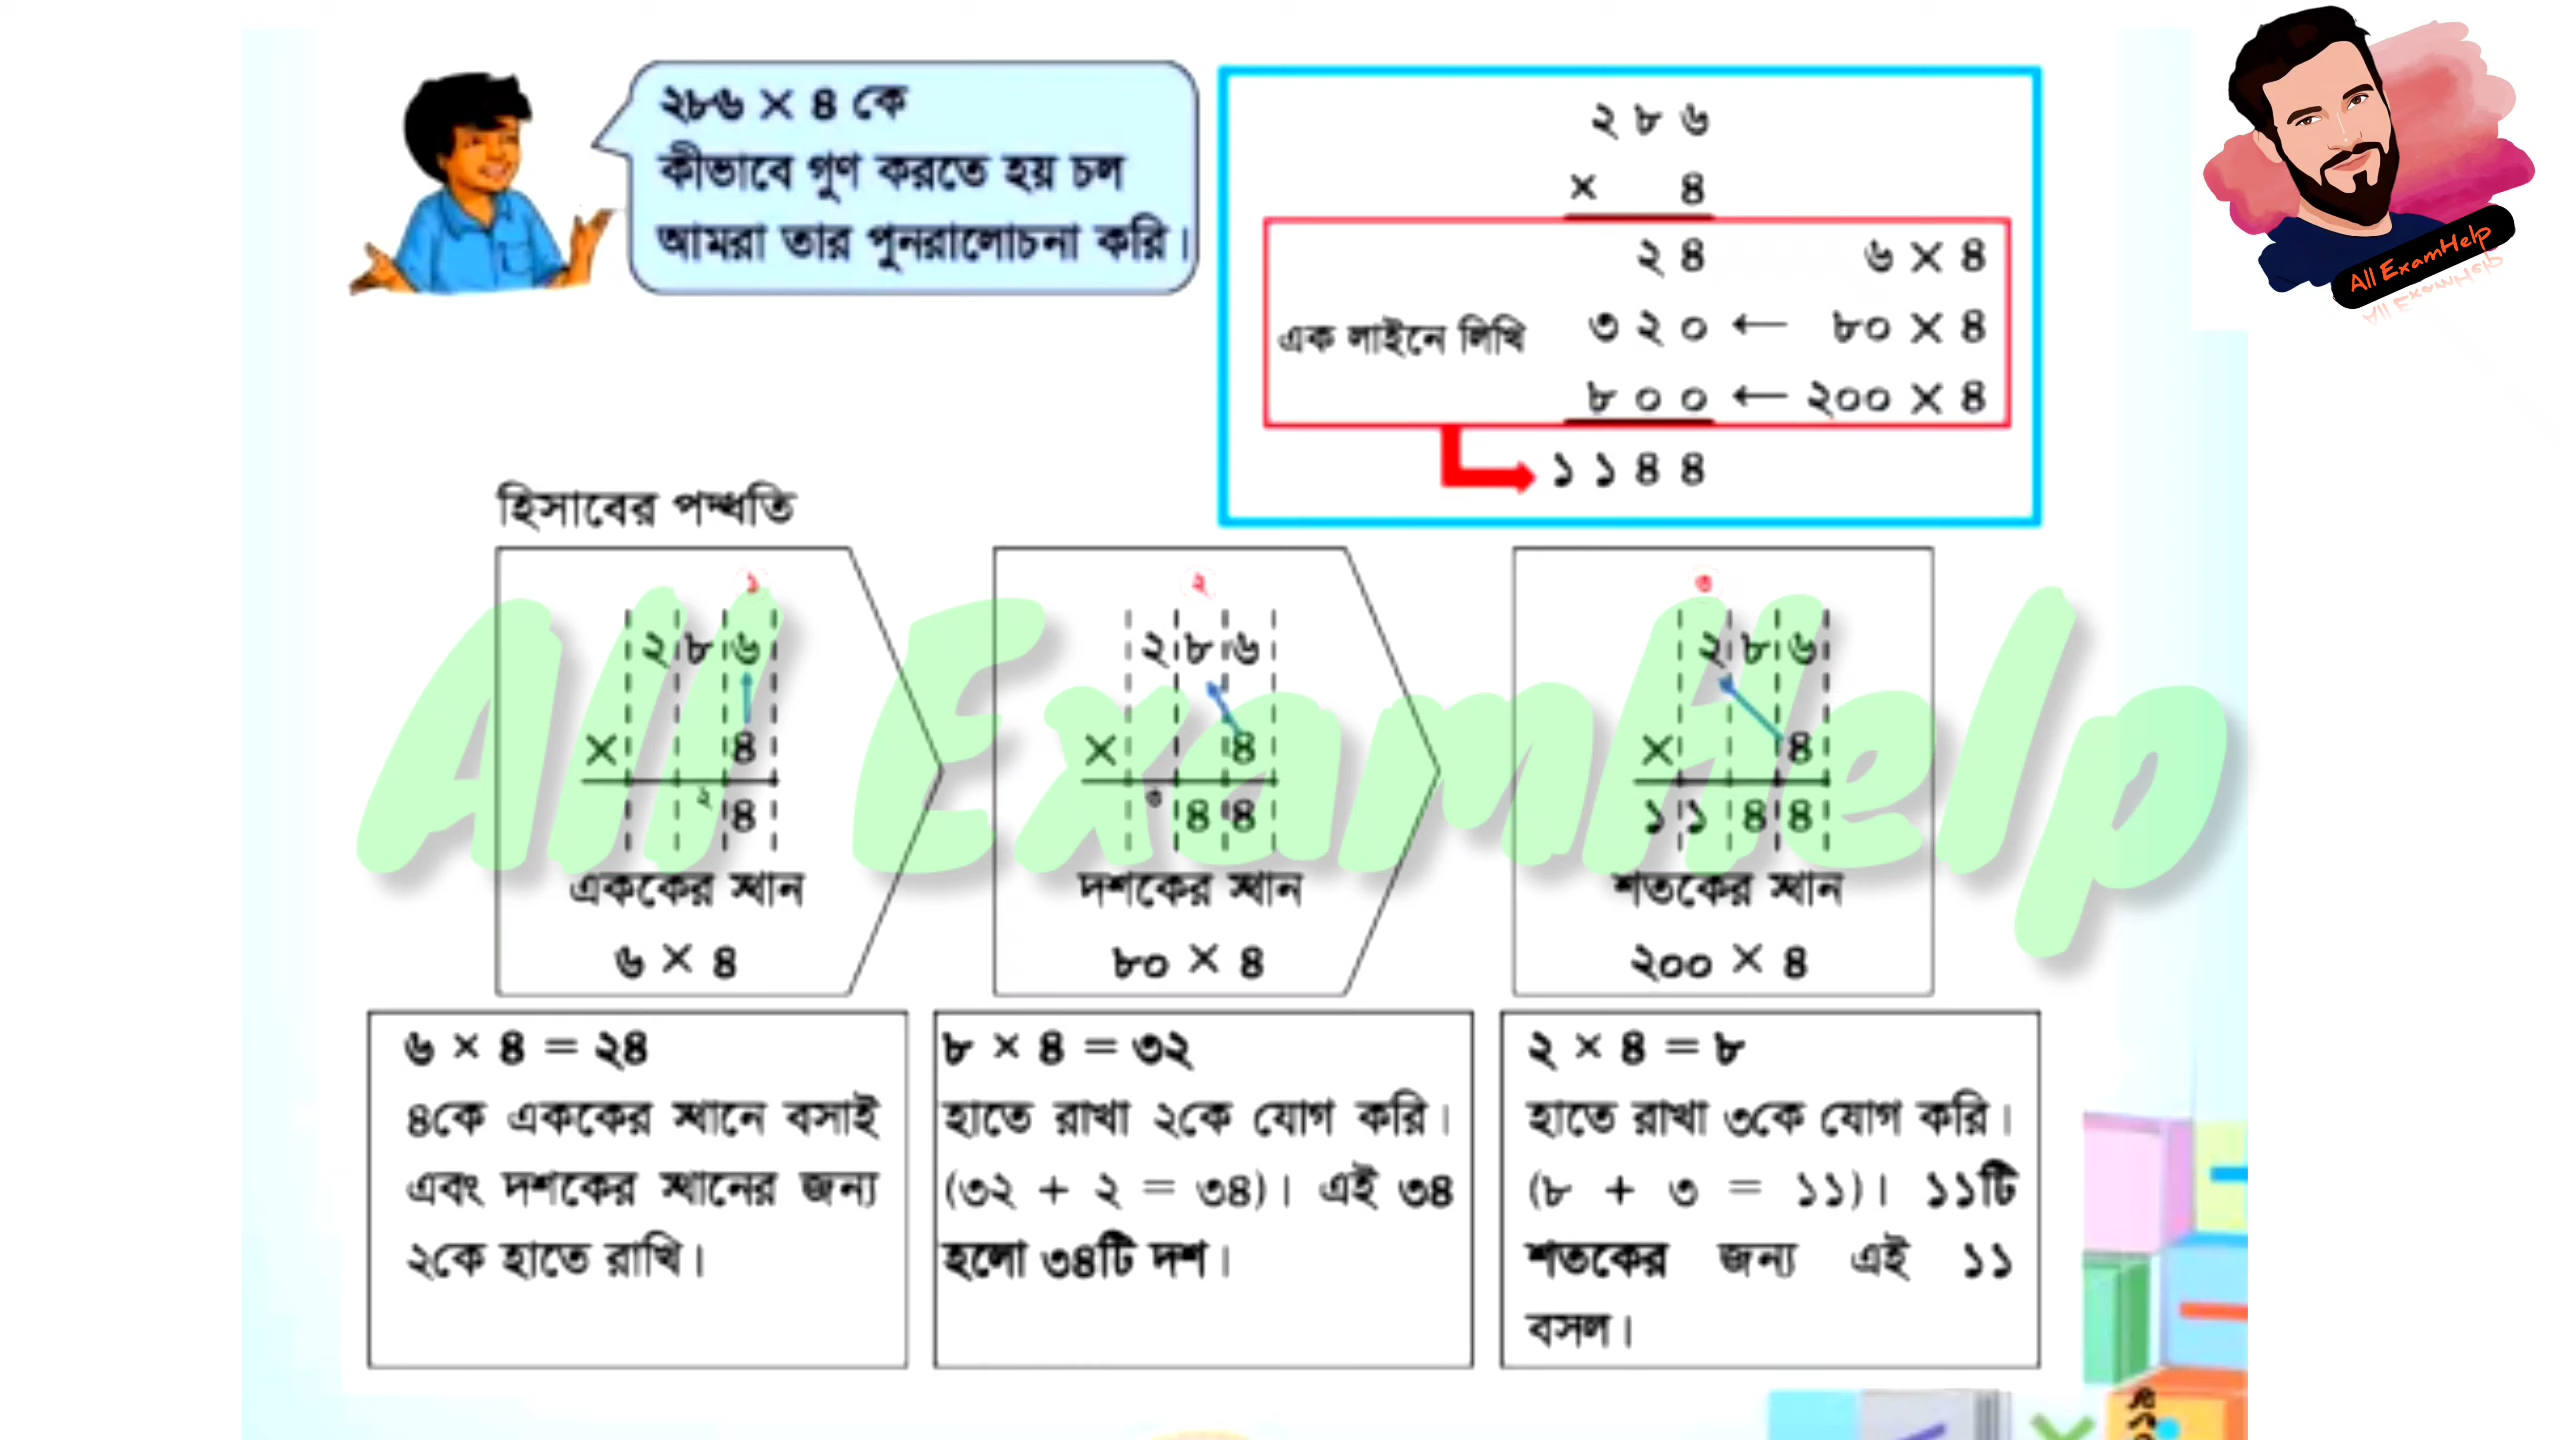 ২৮৬ × ৪ কে
কীভাবে গুণ করতে হয় চল
আমরা তার পুনরালোচনা করি।
২ ৮ ৬
× ৪
২ ৪ ৬ × ৪
এক লাইনে লিখি ৩ ২ ০ ← ৮০ × ৪
৮ ০ ০ ← ২০০ × ৪
১ ১ ৪ ৪
All ExamHelp
হিসাবের পদ্ধতি
১
২ ৮ ৬
× ৪
২ ৪
এককের স্থান
৬ × ৪
২
২ ৮ ৬
× ৪
৩ ৪ ৪
দশকের স্থান
৮০ × ৪
৩
২ ৮ ৬
× ৪
১ ১ ৪ ৪
শতকের স্থান
২০০ × ৪
All ExamHelp
৬ × ৪ = ২৪
৪কে এককের স্থানে বসাই
এবং দশকের স্থানের জন্য
২কে হাতে রাখি।
৮ × ৪ = ৩২
হাতে রাখা ২কে যোগ করি।
(৩২ + ২ = ৩৪)। এই ৩৪
হলো ৩৪টি দশ।
২ × ৪ = ৮
হাতে রাখা ৩কে যোগ করি।
(৮ + ৩ = ১১)। ১১টি
শতকের জন্য এই ১১
বসল।